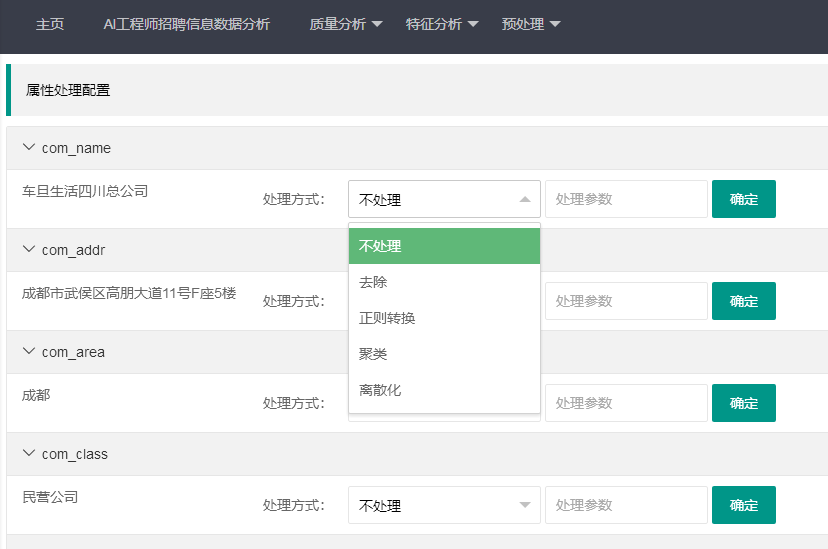 主页 AI工程师招聘信息数据分析 质量分析 特征分析 预处理
属性处理配置
com_name
车旦生活四川总公司 处理方式： 不处理 处理参数 确定
不处理
com_addr
去除
成都市武侯区高朋大道11号F座5楼 处理方式： 处理参数 确定
正则转换
com_area
聚类
离散化
成都 处理方式： 处理参数 确定
com_class
民营公司 处理方式： 不处理 处理参数 确定